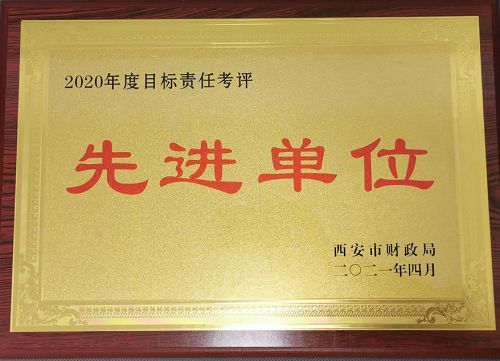 2020年度目标责任考评
先进单位
西安市财政局
二〇二一年四月